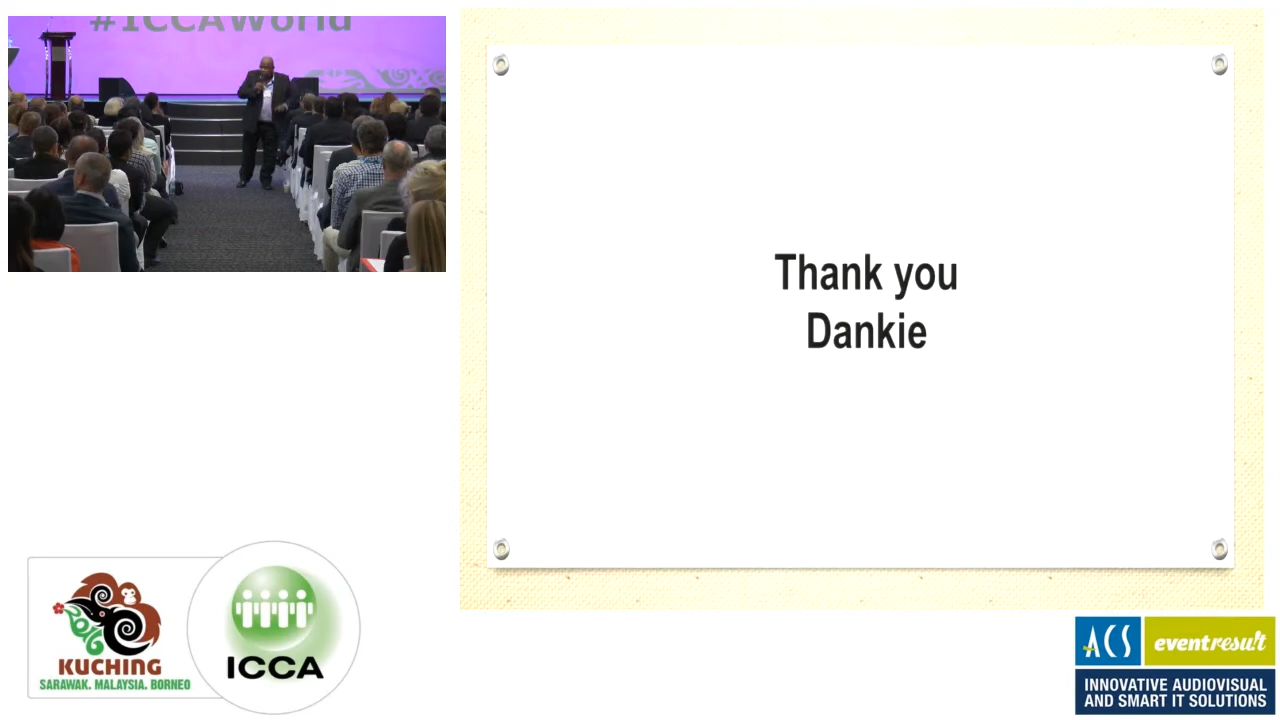 #ICCAWorld
Thank you
Dankie
KUCHING
SARAWAK. MALAYSIA. BORNEO
ICCA
ACS
eventresult
INNOVATIVE AUDIOVISUAL
AND SMART IT SOLUTIONS